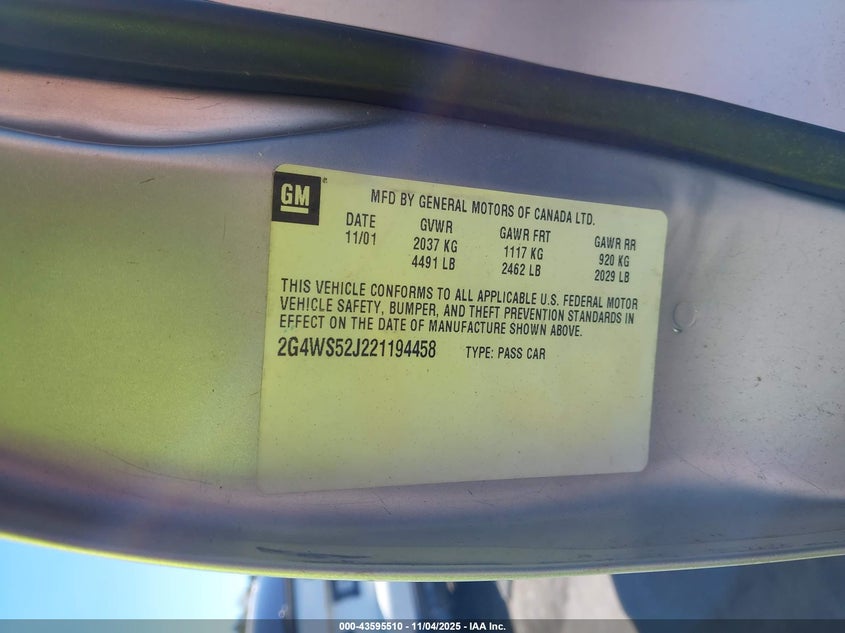 GM
MFD BY GENERAL MOTORS OF CANADA LTD.
DATE GVWR GAWR FRT GAWR RR
11/01 2037 KG 1117 KG 920 KG
4491 LB 2462 LB 2029 LB
THIS VEHICLE CONFORMS TO ALL APPLICABLE U.S. FEDERAL MOTOR
VEHICLE SAFETY, BUMPER, AND THEFT PREVENTION STANDARDS IN
EFFECT ON THE DATE OF MANUFACTURE SHOWN ABOVE.
2G4WS52J221194458 TYPE: PASS CAR
000-43595510 - 11/04/2025 - IAA Inc.